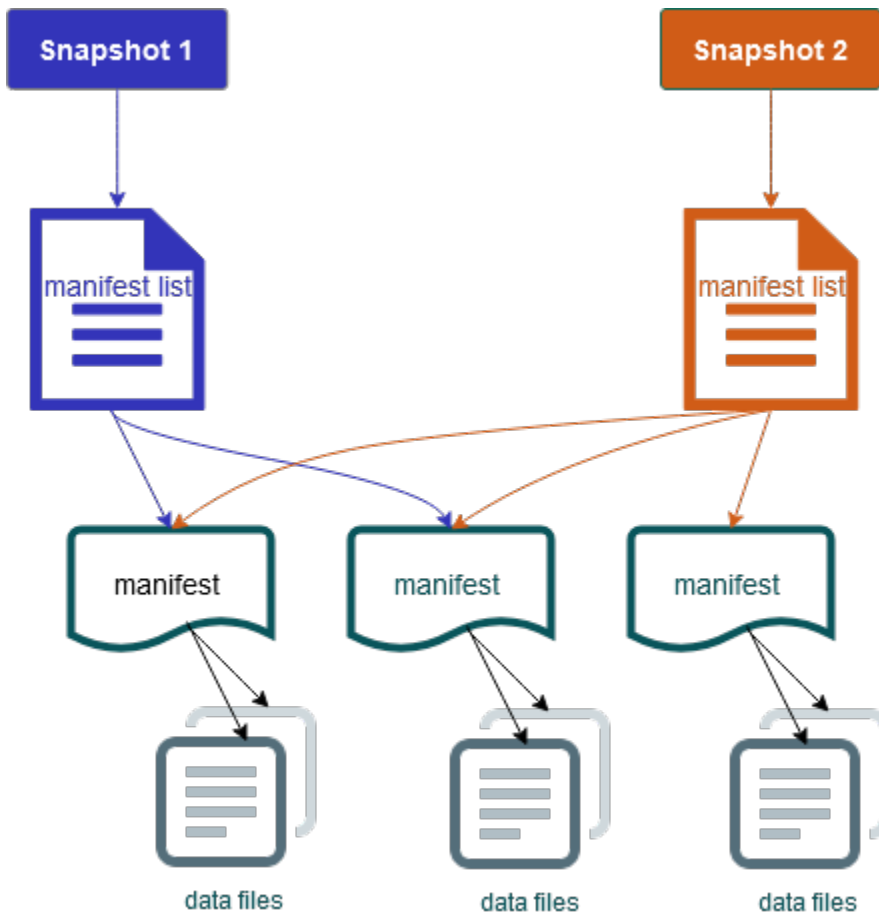 Snapshot 1
Snapshot 2
manifest list
manifest list
manifest
manifest
manifest
data files
data files
data files